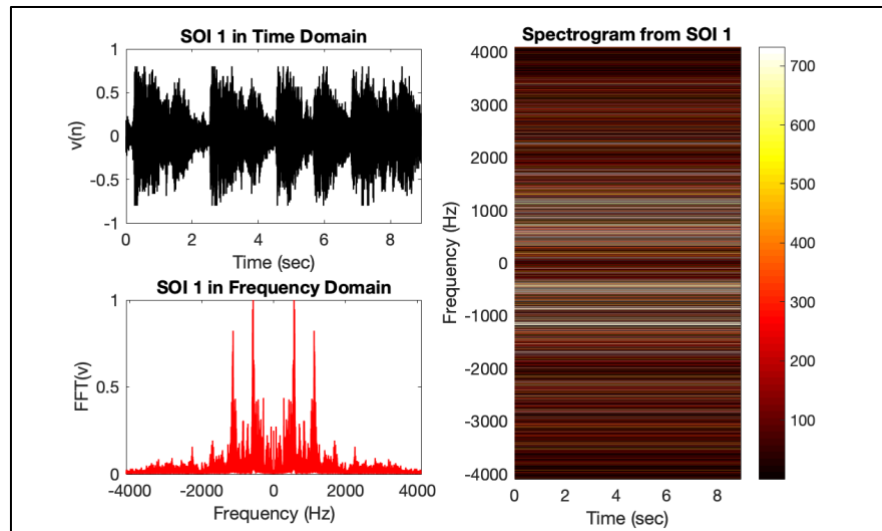 SOI 1 in Time Domain
1
0.5
0
-0.5
-1
v(n)
0 2 4 6 8
Time (sec)
SOI 1 in Frequency Domain
1
0.5
0
FFT(v)
-4000 -2000 0 2000 4000
Frequency (Hz)
Spectrogram from SOI 1
4000
3000
2000
1000
0
-1000
-2000
-3000
-4000
Frequency (Hz)
0 2 4 6 8
Time (sec)
700
600
500
400
300
200
100